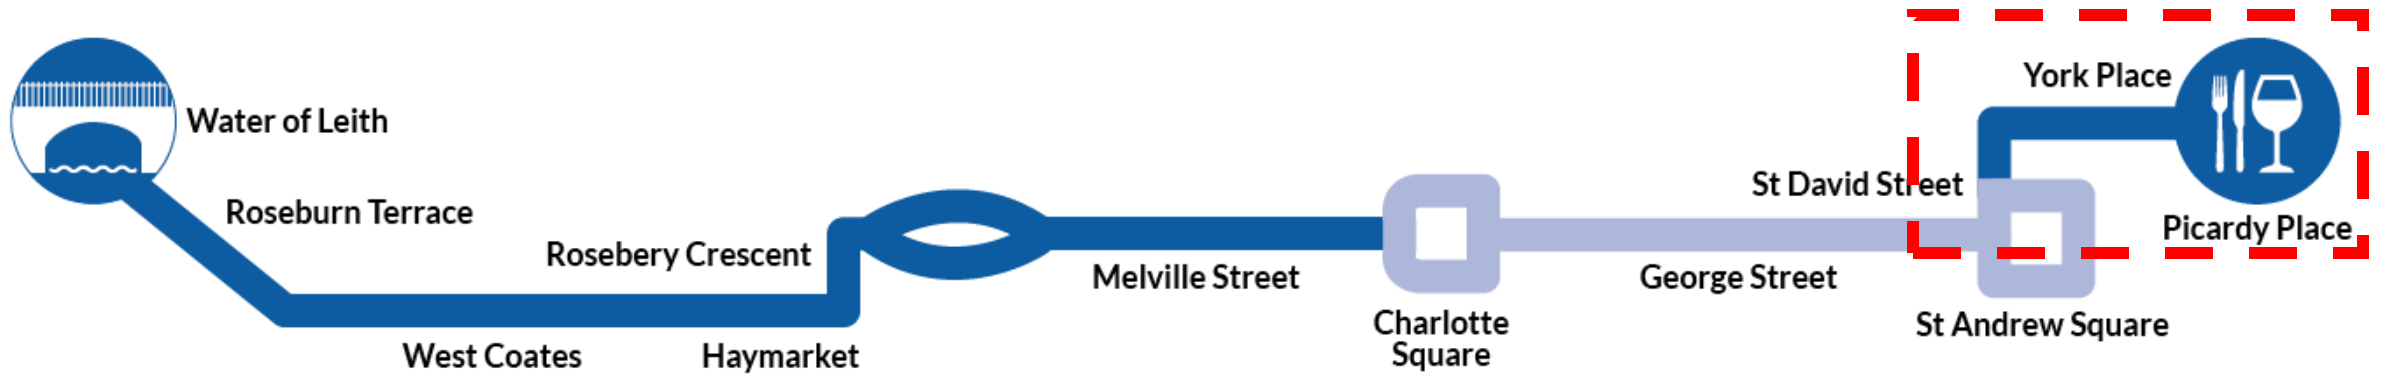 Water of Leith
Roseburn Terrace
West Coates
Haymarket
Rosebery Crescent
Melville Street
Charlotte
Square
George Street
St David Street
St Andrew Square
York Place
Picardy Place